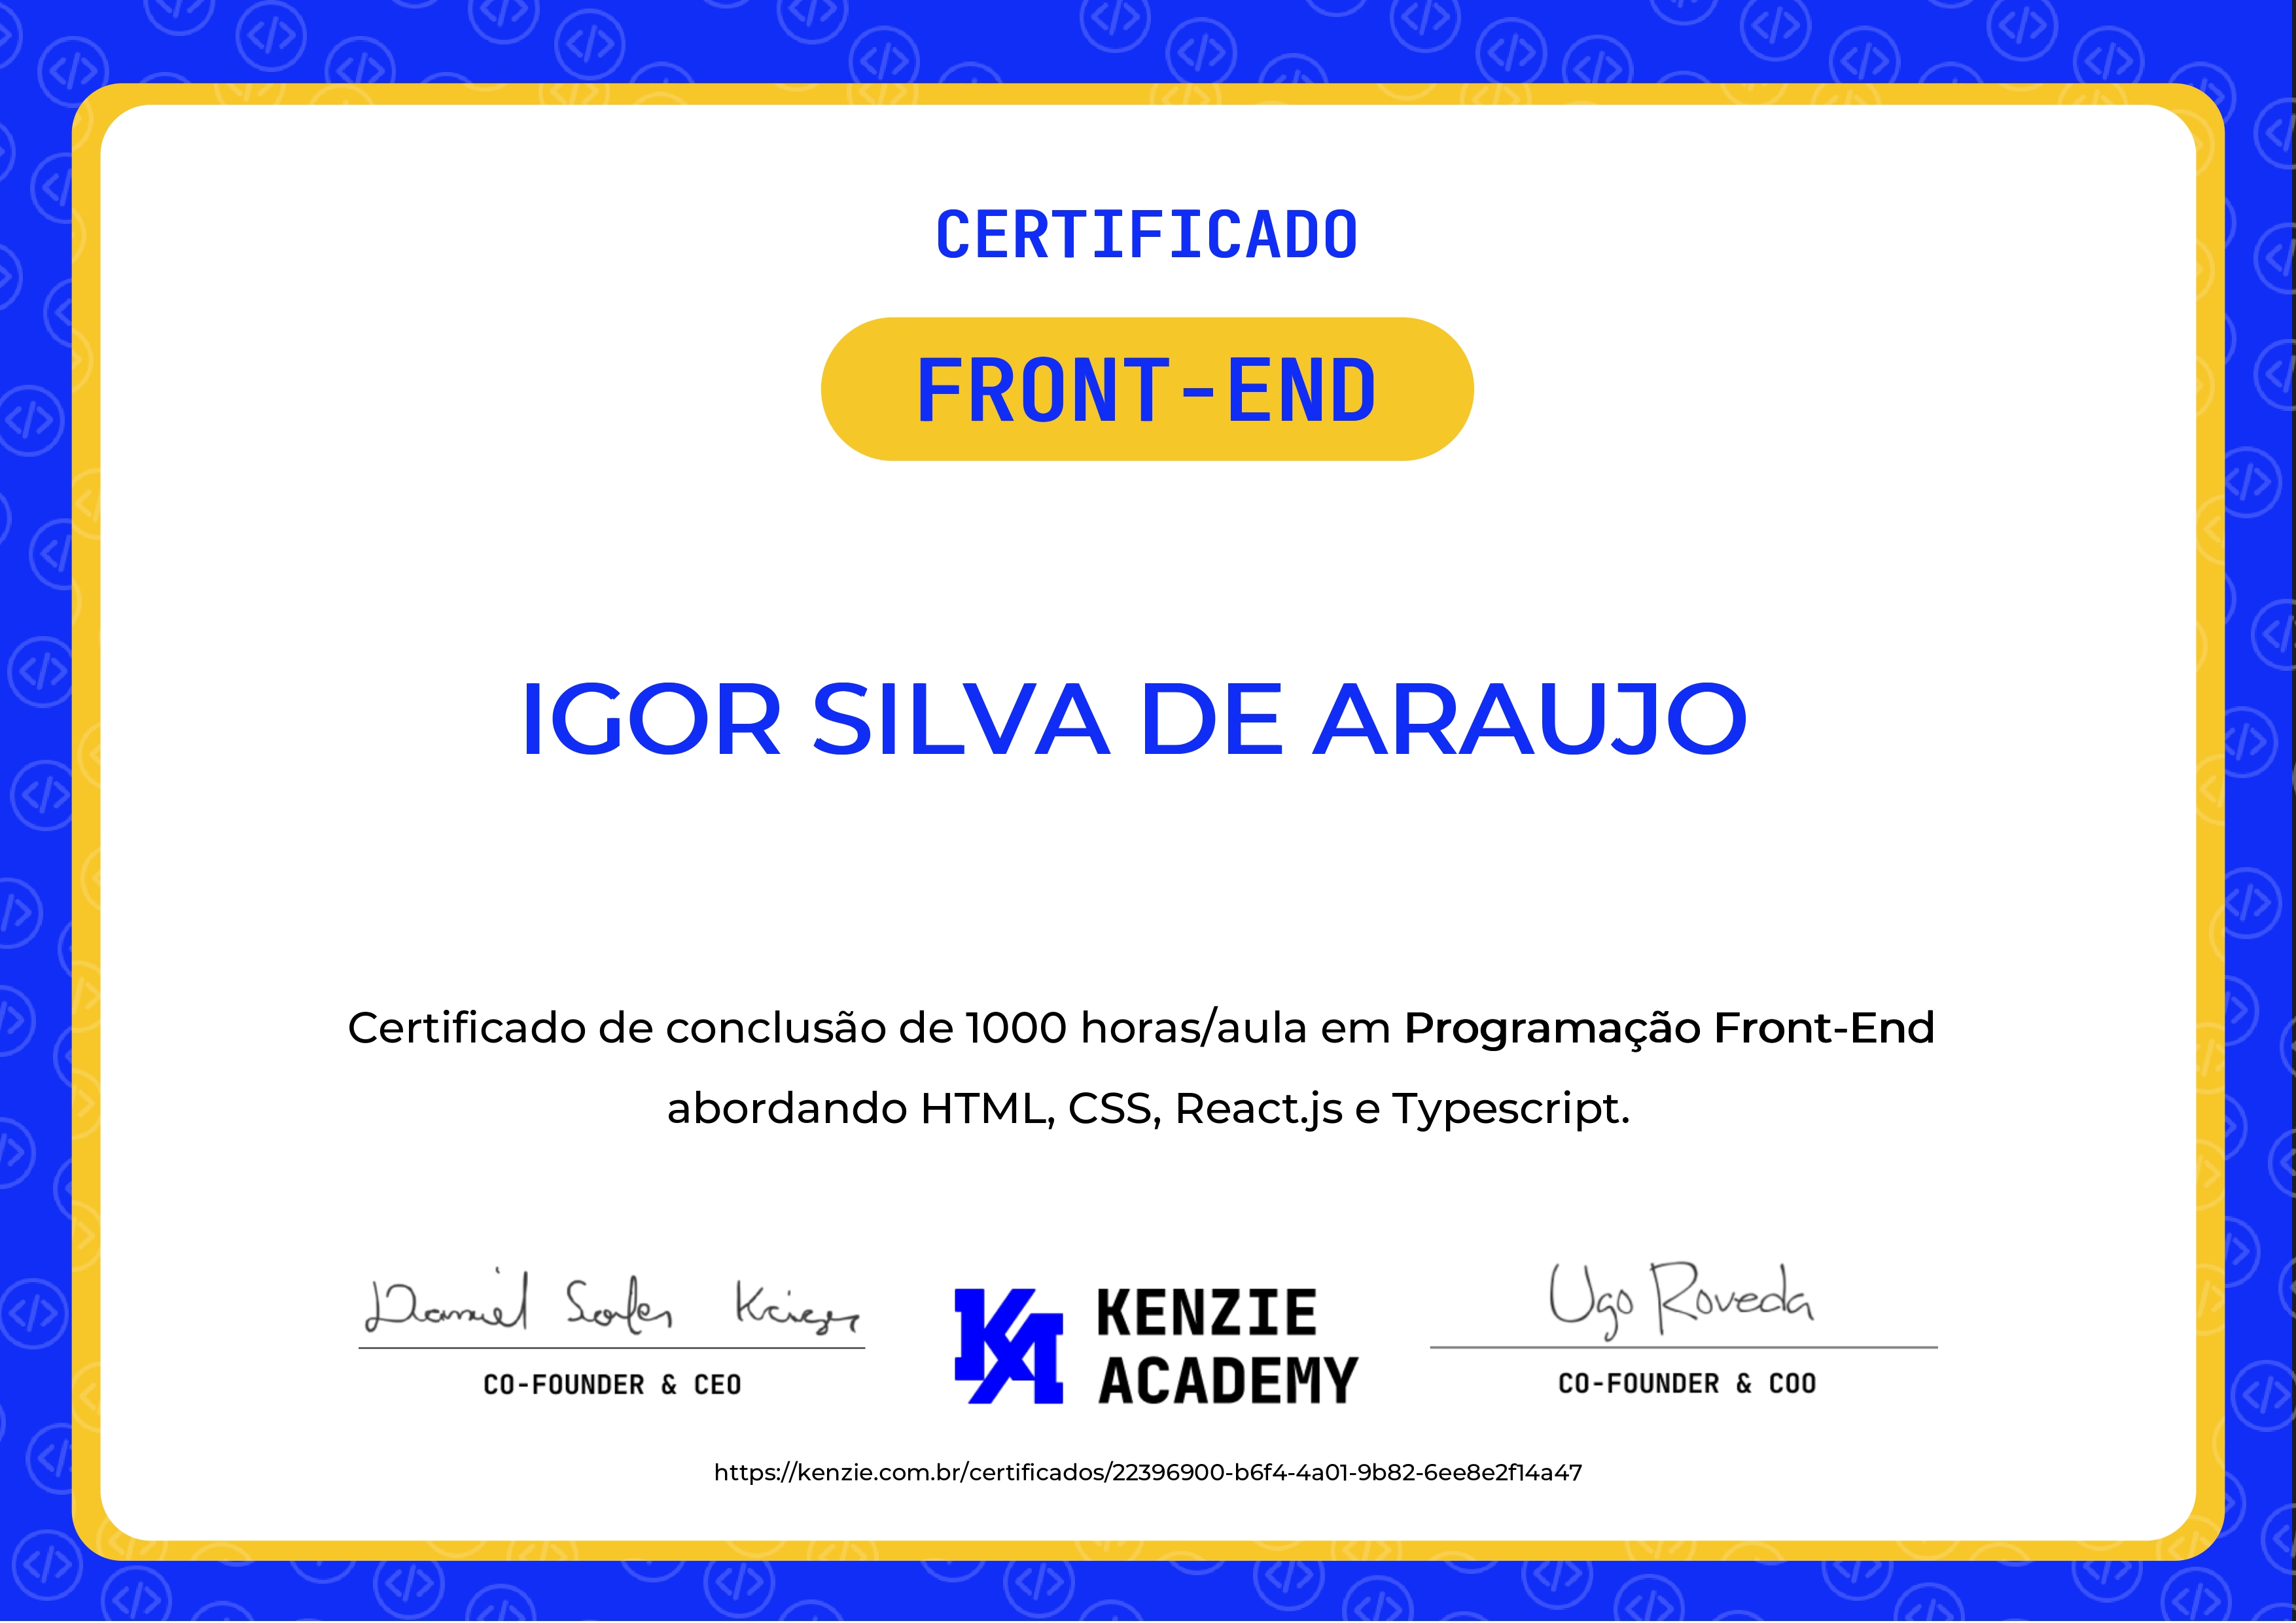 CERTIFICADO
FRONT-END
IGOR SILVA DE ARAUJO
Certificado de conclusão de 1000 horas/aula em Programação Front-End
abordando HTML, CSS, React.js e Typescript.
Daniel Scoles Krieger
Ugo Roveda
KENZIE
ACADEMY
CO-FOUNDER & CEO
CO-FOUNDER & COO
https://kenzie.com.br/certificados/22396900-b6f4-4a01-9b82-6ee8e2f14a47